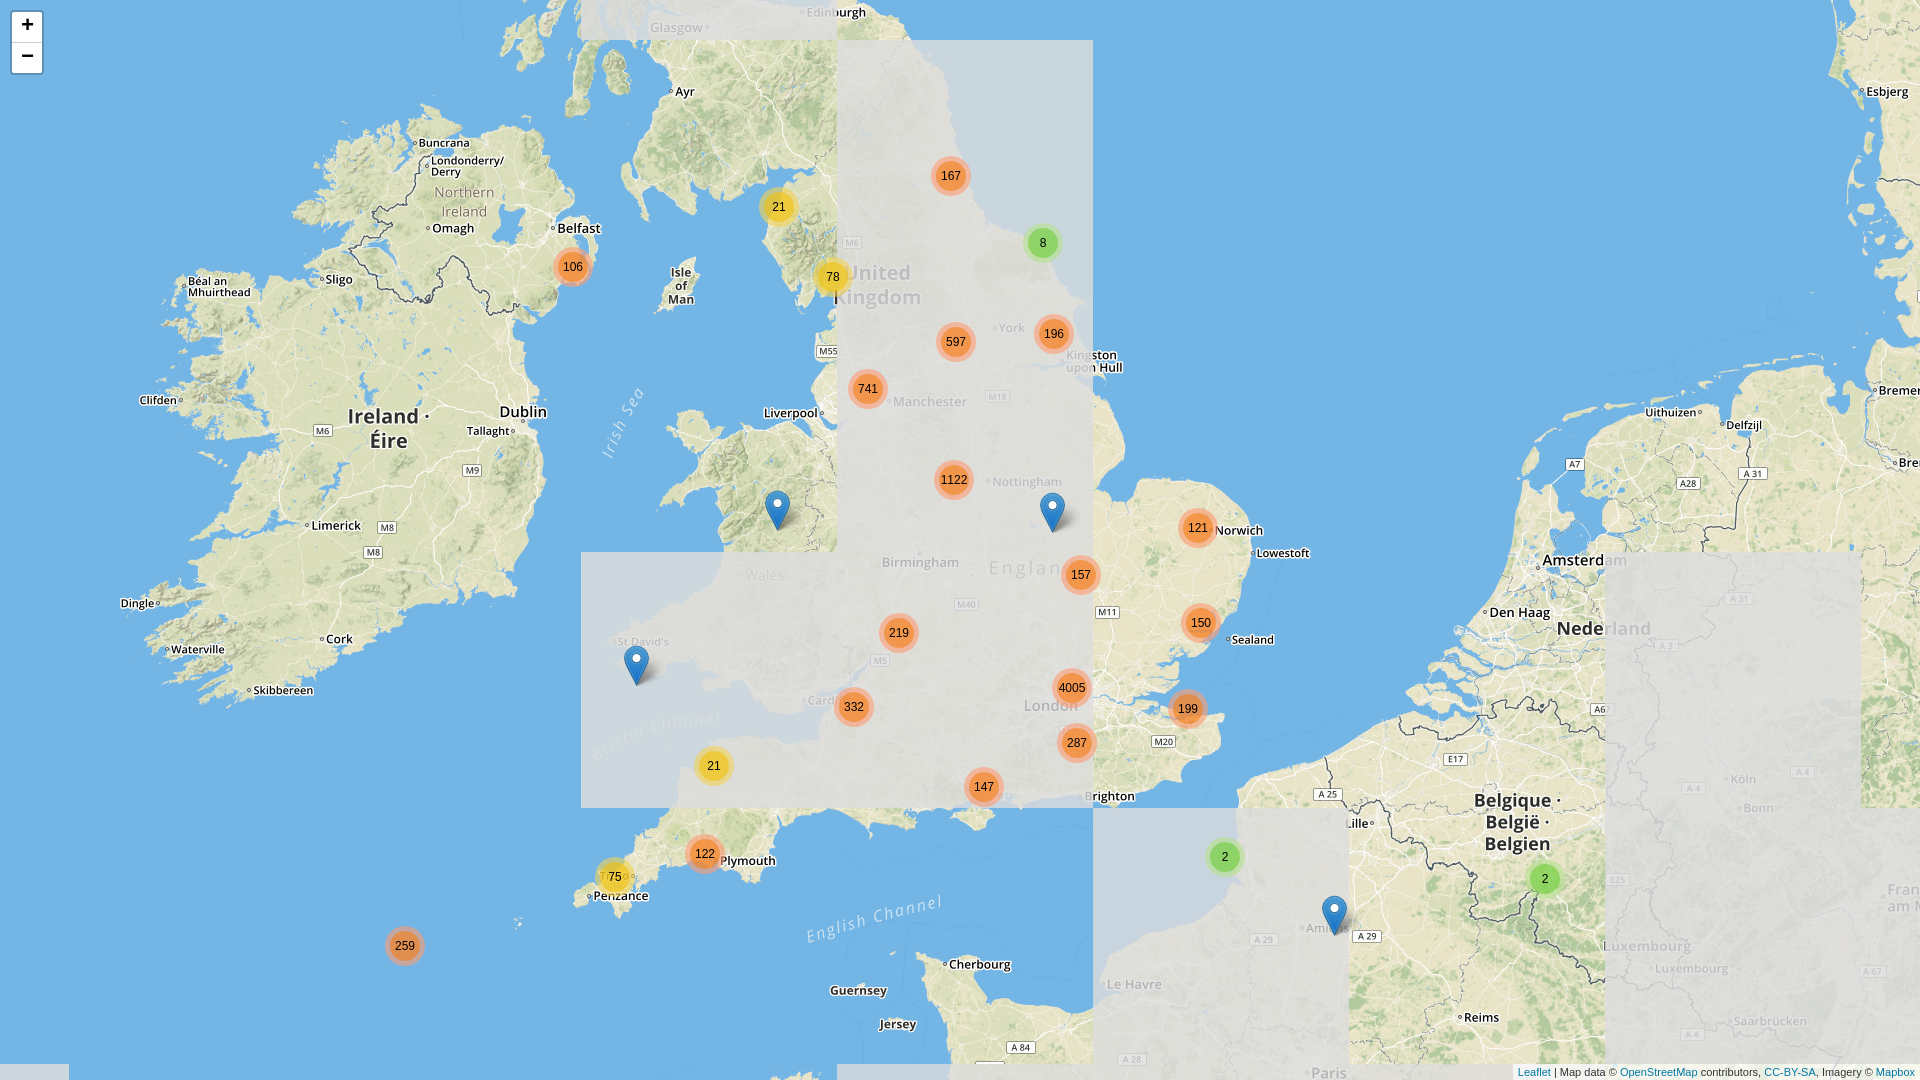 +
−
Glasgow
Edinburgh
Ayr
Esbjerg
Buncrana
Londonderry/
Derry
Northern
Ireland
Omagh
Belfast
106
21
167
8
M6
78
United
Kingdom
Isle
of
Man
Béal an
Mhuirthead
Sligo
597
York
196
M55
Kingston
upon Hull
741
Manchester
M18
Clifden
Ireland ·
Éire
M6
Dublin
Tallaght
M9
Irish Sea
Liverpool
Uithuizen
Delfzijl
A7
A 31
A28
1122
Nottingham
Limerick
M8
M8
121
Norwich
Lowestoft
Birmingham
Wales
157
M40
M11
Amsterdam
A 31
Dingle
Waterville
Cork
Skibbereen
St David's
219
M5
150
Sealand
Den Haag
Nederland
A 3
Bristol Channel
332
4005
London
199
287
M20
A 4
Köln
A 4
Bonn
21
147
Brighton
E17
A 25
Lille
Belgique ·
België ·
Belgien
122
Plymouth
75
Penzance
2
2
E25
259
English Channel
Amiens
A 29
A 29
Luxembourg
Luxembourg
A 67
Cherbourg
Le Havre
Guernsey
Jersey
Reims
Saarbrücken
A 84
A 28
A 4
Paris
Leaflet | Map data © OpenStreetMap contributors, CC-BY-SA, Imagery © Mapbox